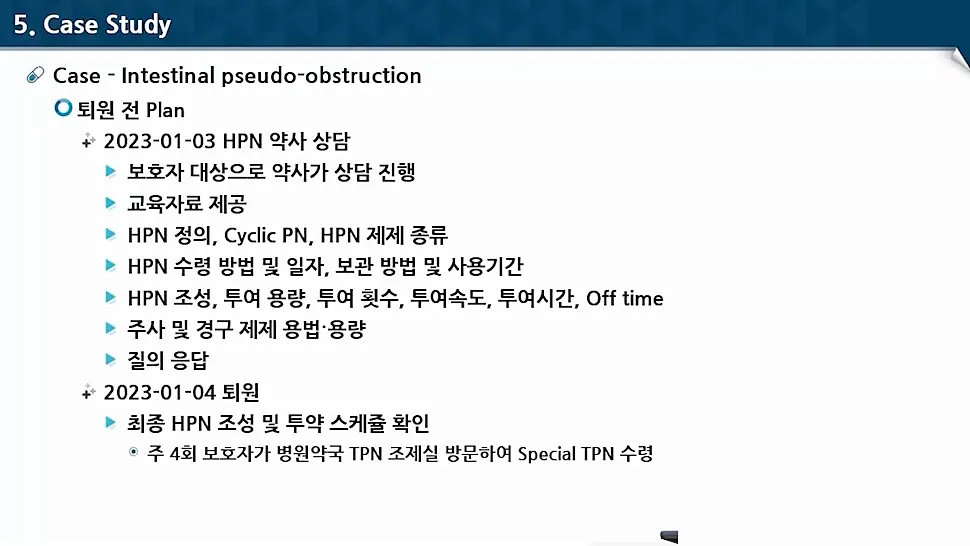 5. Case Study
Case - Intestinal pseudo-obstruction
퇴원 전 Plan
2023-01-03 HPN 약사 상담
보호자 대상으로 약사가 상담 진행
교육자료 제공
HPN 정의, Cyclic PN, HPN 제제 종류
HPN 수령 방법 및 일자, 보관 방법 및 사용기간
HPN 조성, 투여 용량, 투여 횟수, 투여속도, 투여시간, Off time
주사 및 경구 제제 용법·용량
질의 응답
2023-01-04 퇴원
최종 HPN 조성 및 투약 스케쥴 확인
주 4회 보호자가 병원약국 TPN 조제실 방문하여 Special TPN 수령